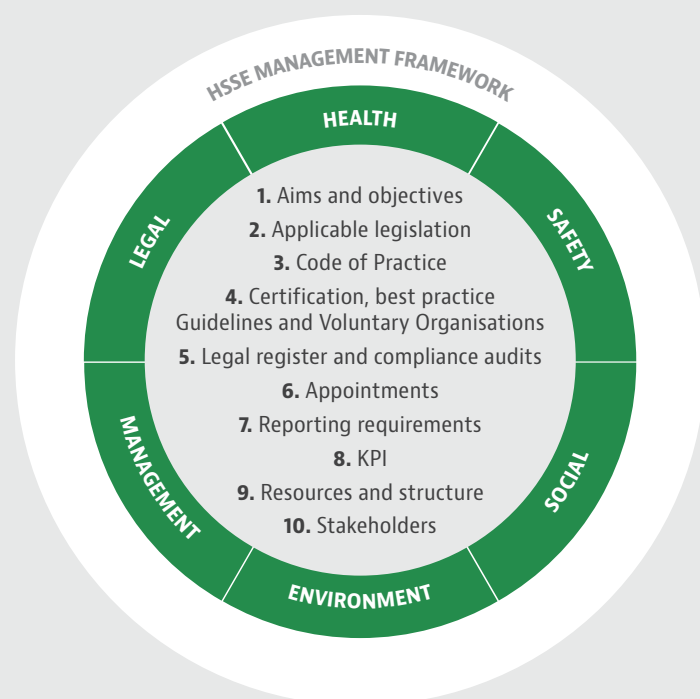 HSSE MANAGEMENT FRAMEWORK
HEALTH
SAFETY
SOCIAL
ENVIRONMENT
MANAGEMENT
LEGAL
1. Aims and objectives
2. Applicable legislation
3. Code of Practice
4. Certification, best practice
Guidelines and Voluntary Organisations
5. Legal register and compliance audits
6. Appointments
7. Reporting requirements
8. KPI
9. Resources and structure
10. Stakeholders